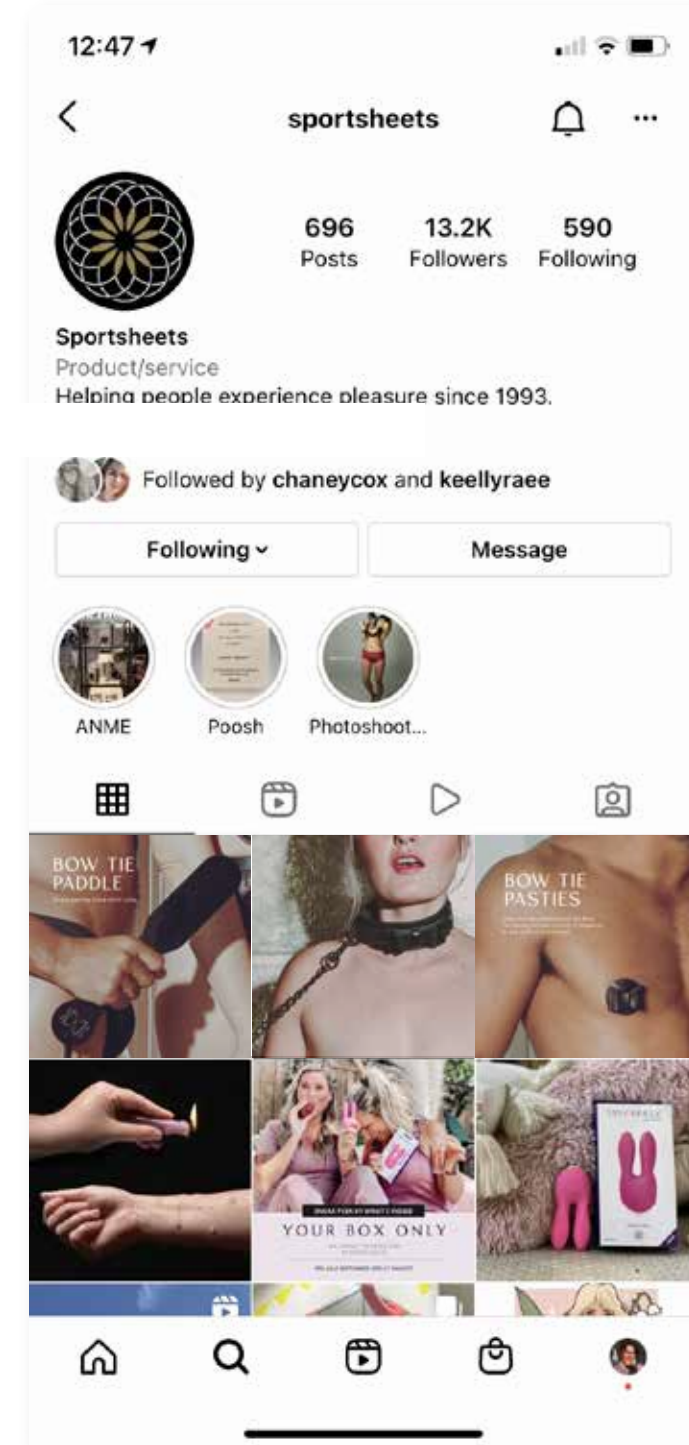 12:47
sportsheets
696
13.2K
590
Posts
Followers
Following
Sportsheets
Product/service
Helping people experience pleasure since 1993.
Followed by chaneycox and keellyraee
Following
Message
ANME
Poosh
Photoshoot...
BOW TIE
PADDLE
BOW TIE
PASTIES
YOUR BOX ONLY